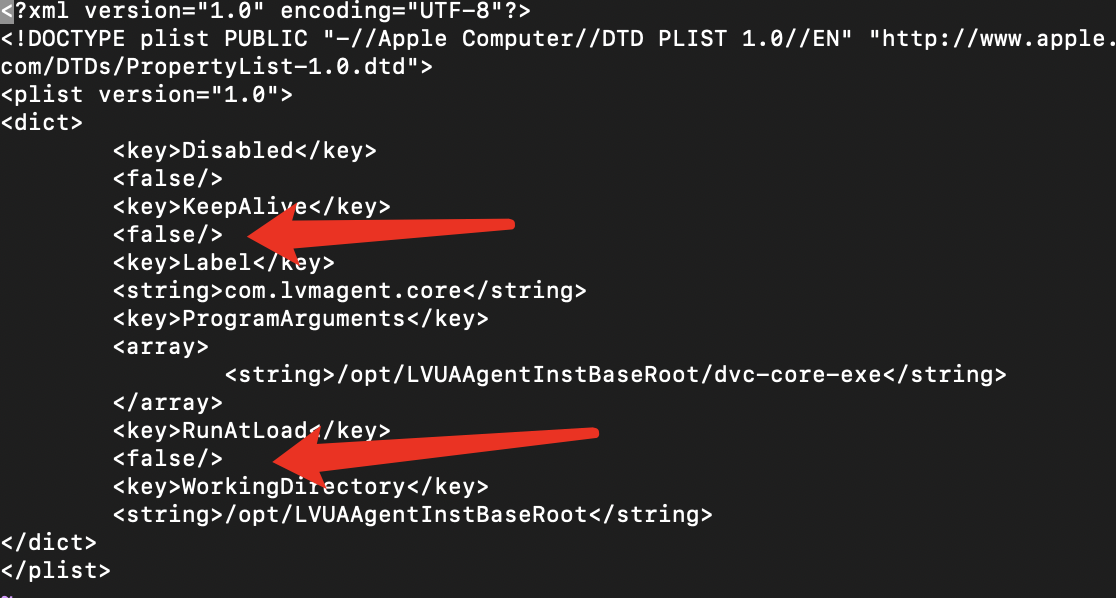 <?xml version="1.0" encoding="UTF-8"?>
<!DOCTYPE plist PUBLIC "-//Apple Computer//DTD PLIST 1.0//EN" "http://www.apple.
com/DTDs/PropertyList-1.0.dtd">
<plist version="1.0">
<dict>
        <key>Disabled</key>
        <false/>
        <key>KeepAlive</key>
        <false/>
        <key>Label</key>
        <string>com.lvmagent.core</string>
        <key>ProgramArguments</key>
        <array>
                <string>/opt/LVUAAgentInstBaseRoot/dvc-core-exe</string>
        </array>
        <key>RunAtLoad</key>
        <false/>
        <key>WorkingDirectory</key>
        <string>/opt/LVUAAgentInstBaseRoot</string>
</dict>
</plist>